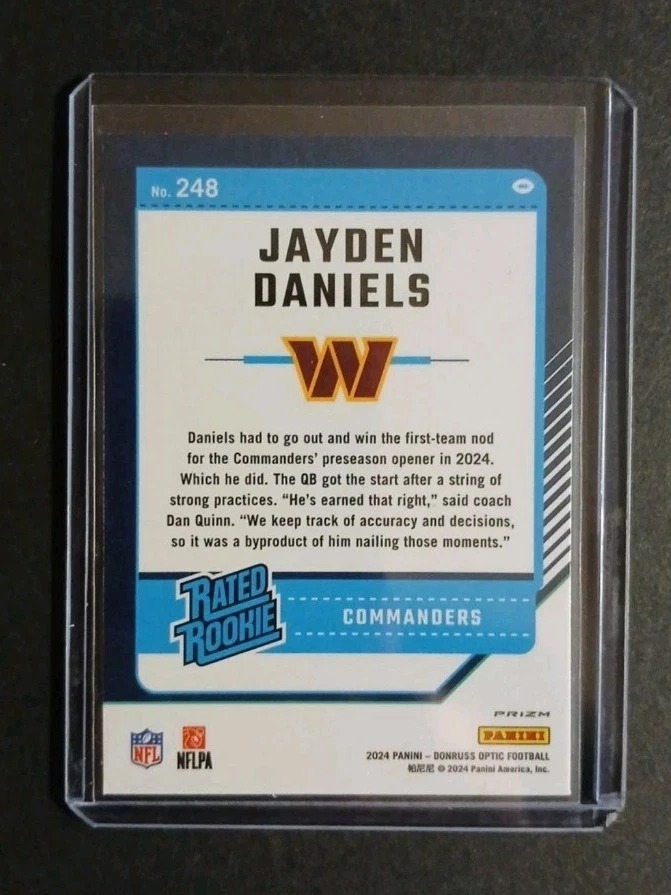 No. 248
JAYDEN
DANIELS
W
Daniels had to go out and win the first-team nod
for the Commanders' preseason opener in 2024.
Which he did. The QB got the start after a string of
strong practices. “He's earned that right,” said coach
Dan Quinn. “We keep track of accuracy and decisions,
so it was a byproduct of him nailing those moments.”
RATED
ROOKIE
COMMANDERS
PRIZM
PANINI
NFL
NFLPA
2024 PANINI – DONRUSS OPTIC FOOTBALL
帕尼尼 © 2024 Panini America, Inc.